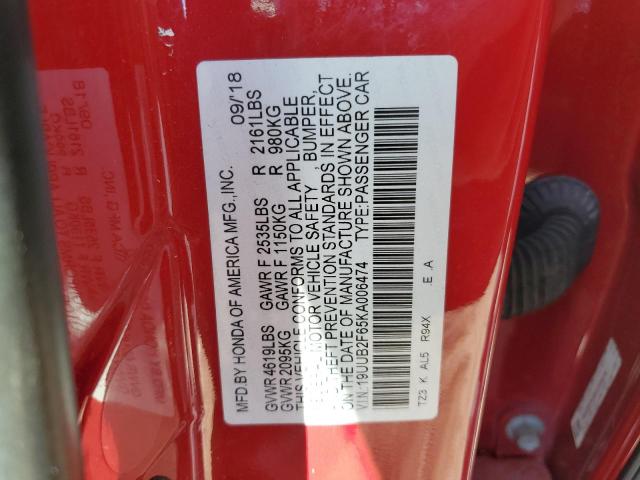 MFD.BY HONDA OF AMERICA MFG.,INC. 09/18
GVWR 4619LBS GAWR F 2535LBS R 2161LBS
GVWR 2095KG GAWR F 1150KG R 980KG
THIS VEHICLE CONFORMS TO ALL APPLICABLE
MOTOR VEHICLE SAFETY, BUMPER,
THEFT PREVENTION STANDARDS IN EFFECT
ON THE DATE OF MANUFACTURE SHOWN ABOVE.
V.I.N.:19UUB2F65KA006474 TYPE:PASSENGER CAR
TZ3 K AL5 R94X E.A